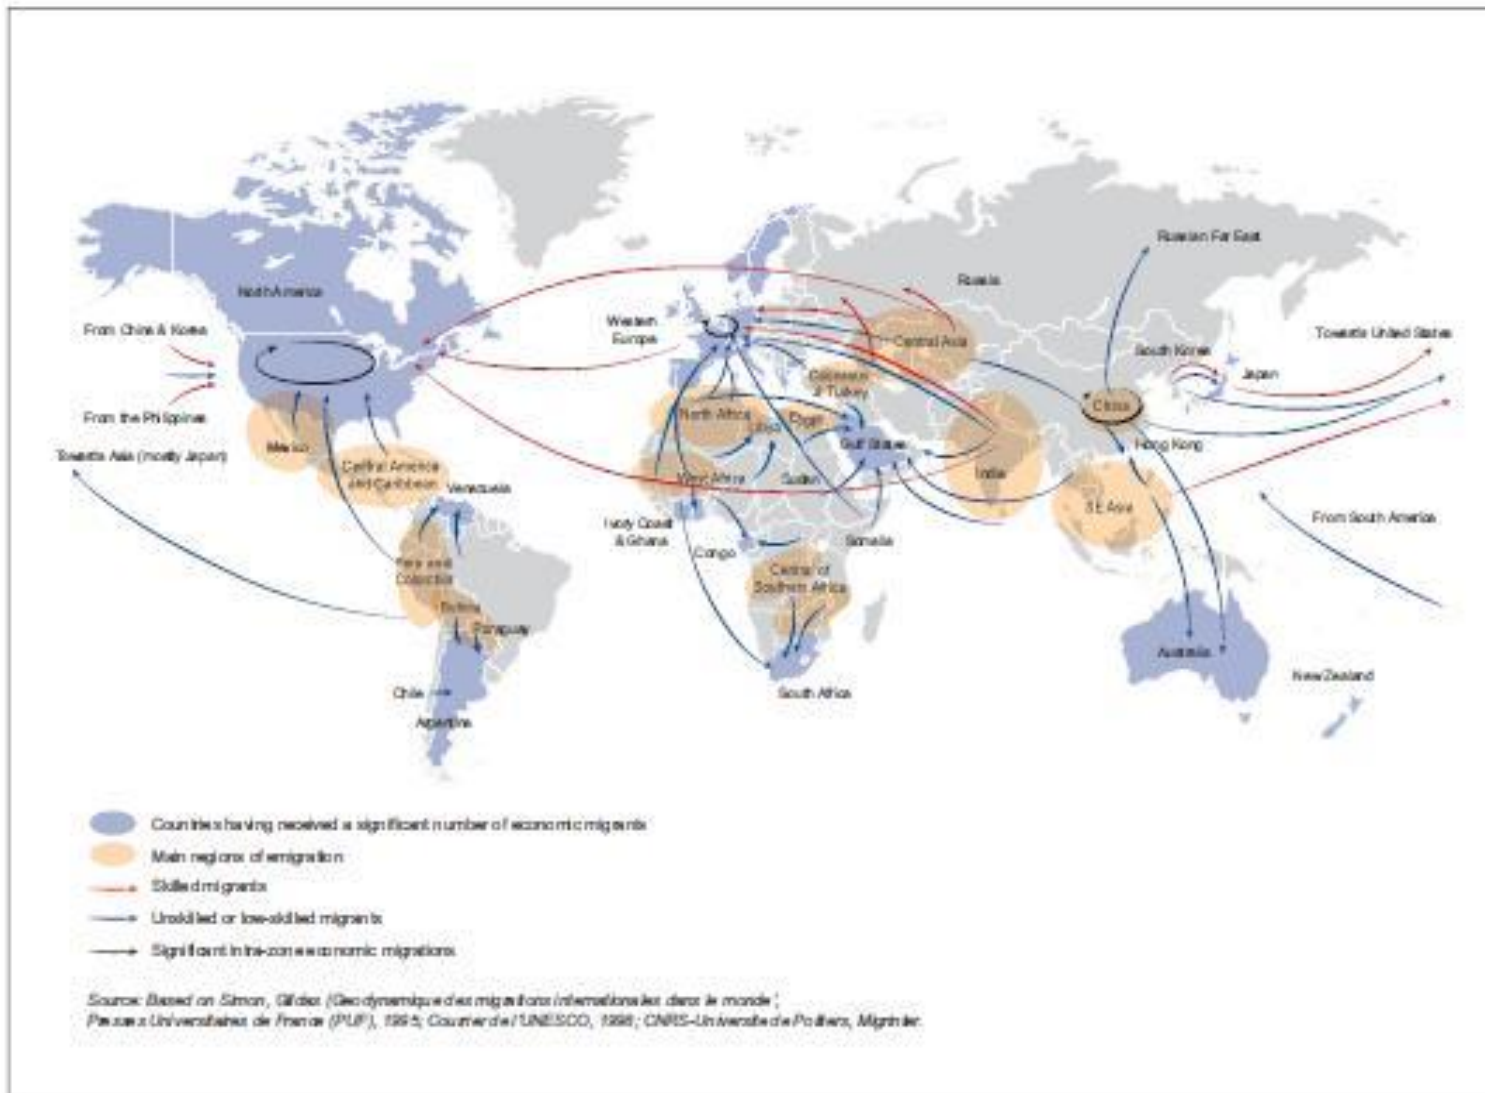 Russian Far East
Russia
North America
From China & Korea
Western
Europe
Towards United States
Central Asia
South Korea
Japan
Caucasus
& Turkey
China
From the Philippines
North Africa
Libya
Egypt
Gulf States
Hong Kong
Mexico
Towards Asia (mostly Japan)
Central America
and Caribbean
West Africa
Sudan
India
Venezuela
SE Asia
From South America
Ivory Coast
& Ghana
Congo
Somalia
Peru and
Colombia
Central of
Southern Africa
Bolivia
Paraguay
Australia
New Zealand
Chile
South Africa
Argentina
Countries having received a significant number of economic migrants
Main regions of emigration
Skilled migrants
Unskilled or low-skilled migrants
Significant intra-zone economic migrations
Source: Based on Simon, Gildas (Geodynamique des migrations internationales dans le monde',
Presses Universitaires de France (PUF), 1995; Courrier de l'UNESCO, 1998; CNRS-Universite de Poitiers, Migrinter.